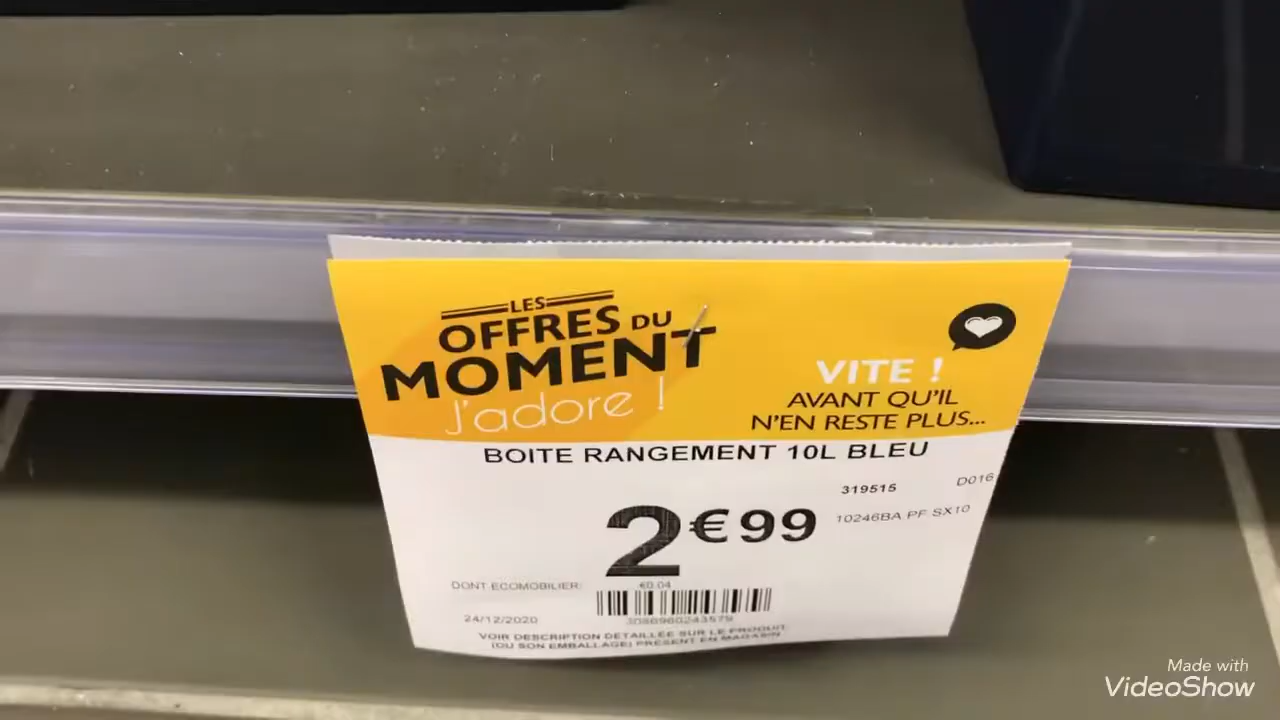 LES
OFFRES DU
MOMENT
J'adore !
VITE !
AVANT QU'IL
N'EN RESTE PLUS...
BOITE RANGEMENT 10L BLEU
319515 D016
2€99
10246BA PF SX10
DONT ECOMOBILIER: €0.04
24/12/2020
VOIR DESCRIPTION DETAILLÉE SUR LE PRODUIT
(OU SON EMBALLAGE) PRÉSENT EN MAGASIN
Made with
VideoShow